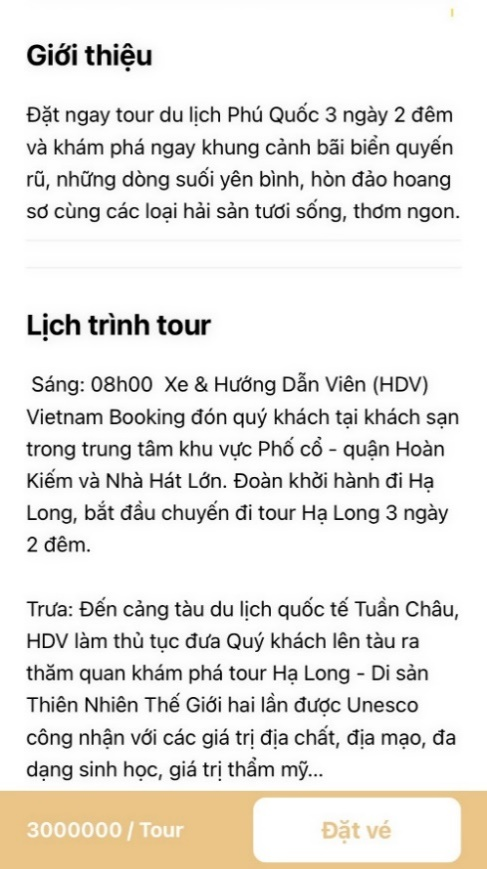 Giới thiệu
Đặt ngay tour du lịch Phú Quốc 3 ngày 2 đêm
và khám phá ngay khung cảnh bãi biển quyến
rũ, những dòng suối yên bình, hòn đảo hoang
sơ cùng các loại hải sản tươi sống, thơm ngon.
Lịch trình tour
Sáng: 08h00 Xe & Hướng Dẫn Viên (HDV)
Vietnam Booking đón quý khách tại khách sạn
trong trung tâm khu vực Phố cổ - quận Hoàn
Kiếm và Nhà Hát Lớn. Đoàn khởi hành đi Hạ
Long, bắt đầu chuyến đi tour Hạ Long 3 ngày
2 đêm.
Trưa: Đến cảng tàu du lịch quốc tế Tuần Châu,
HDV làm thủ tục đưa Quý khách lên tàu ra
thăm quan khám phá tour Hạ Long - Di sản
Thiên Nhiên Thế Giới hai lần được Unesco
công nhận với các giá trị địa chất, địa mạo, đa
dạng sinh học, giá trị thẩm mỹ...
3000000 / Tour
Đặt vé